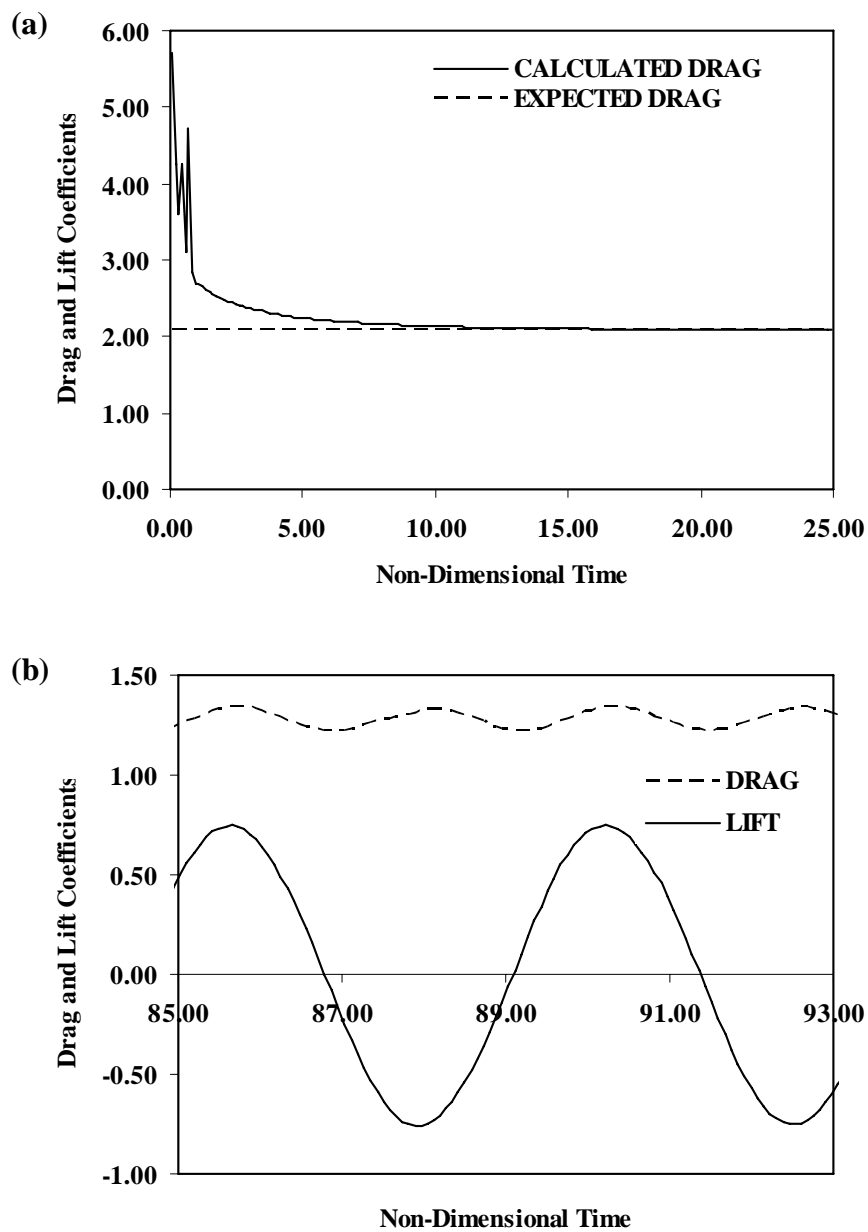 (a)
6.00
5.00
4.00
3.00
2.00
1.00
0.00
Drag and Lift Coefficients
CALCULATED DRAG
EXPECTED DRAG
0.00 5.00 10.00 15.00 20.00 25.00
Non-Dimensional Time
(b)
1.50
1.00
0.50
0.00
-0.50
-1.00
Drag and Lift Coefficients
DRAG
LIFT
85.00 87.00 89.00 91.00 93.00
Non-Dimensional Time